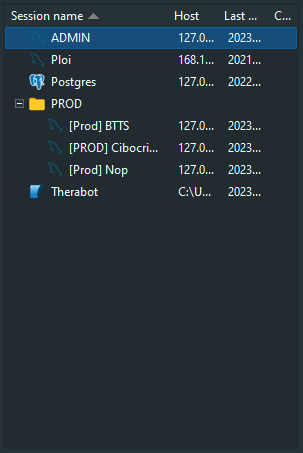 Session name Host Last ... C...
ADMIN 127.0... 2023...
Ploi 168.1... 2021...
Postgres 127.0... 2022...
PROD
[Prod] BTTS 127.0... 2023...
[PROD] Cibocri... 127.0... 2023...
[Prod] Nop 127.0... 2023...
Therabot C:\U... 2023...